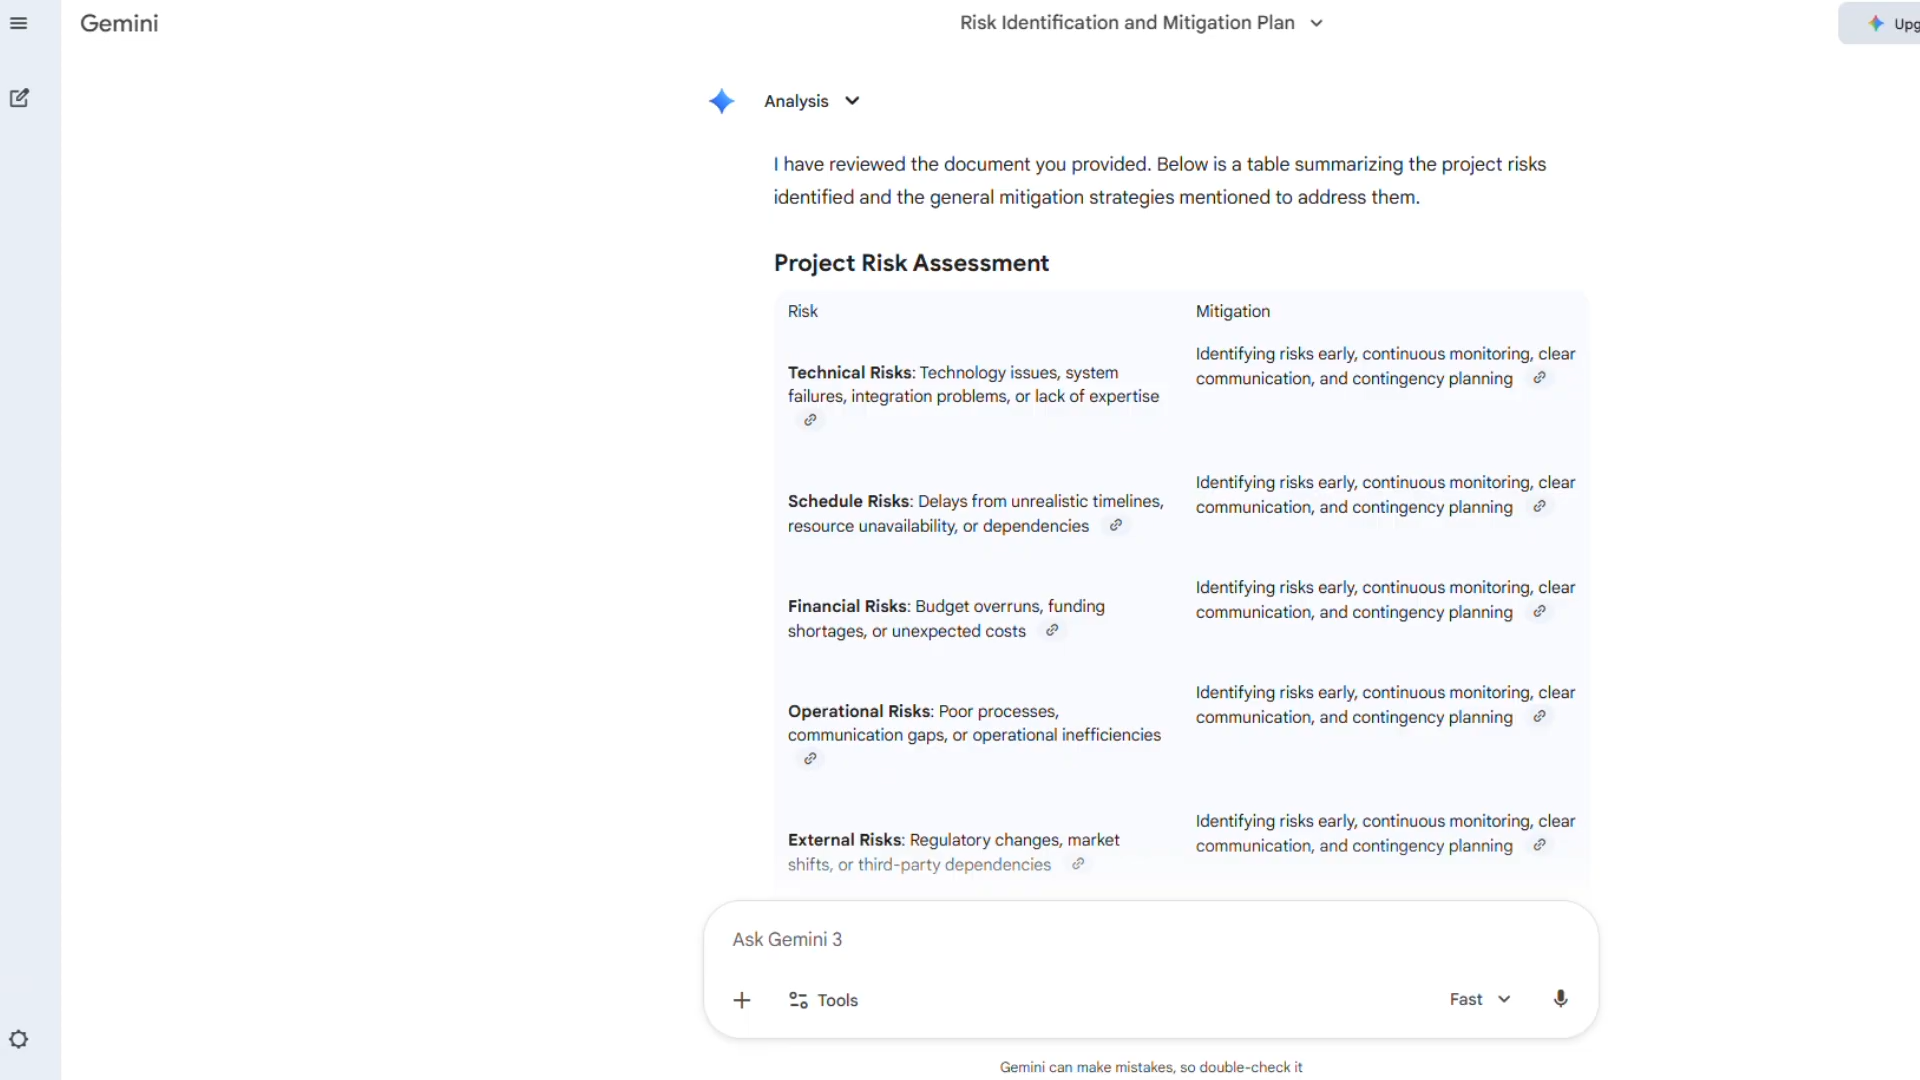 Gemini
Risk Identification and Mitigation Plan
Analysis
I have reviewed the document you provided. Below is a table summarizing the project risks
identified and the general mitigation strategies mentioned to address them.
Project Risk Assessment
Risk
Mitigation
Technical Risks: Technology issues, system
failures, integration problems, or lack of expertise
Identifying risks early, continuous monitoring, clear
communication, and contingency planning
Schedule Risks: Delays from unrealistic timelines,
resource unavailability, or dependencies
Identifying risks early, continuous monitoring, clear
communication, and contingency planning
Financial Risks: Budget overruns, funding
shortages, or unexpected costs
Identifying risks early, continuous monitoring, clear
communication, and contingency planning
Operational Risks: Poor processes,
communication gaps, or operational inefficiencies
Identifying risks early, continuous monitoring, clear
communication, and contingency planning
External Risks: Regulatory changes, market
shifts, or third-party dependencies
Identifying risks early, continuous monitoring, clear
communication, and contingency planning
Ask Gemini 3
Tools
Fast
Gemini can make mistakes, so double-check it